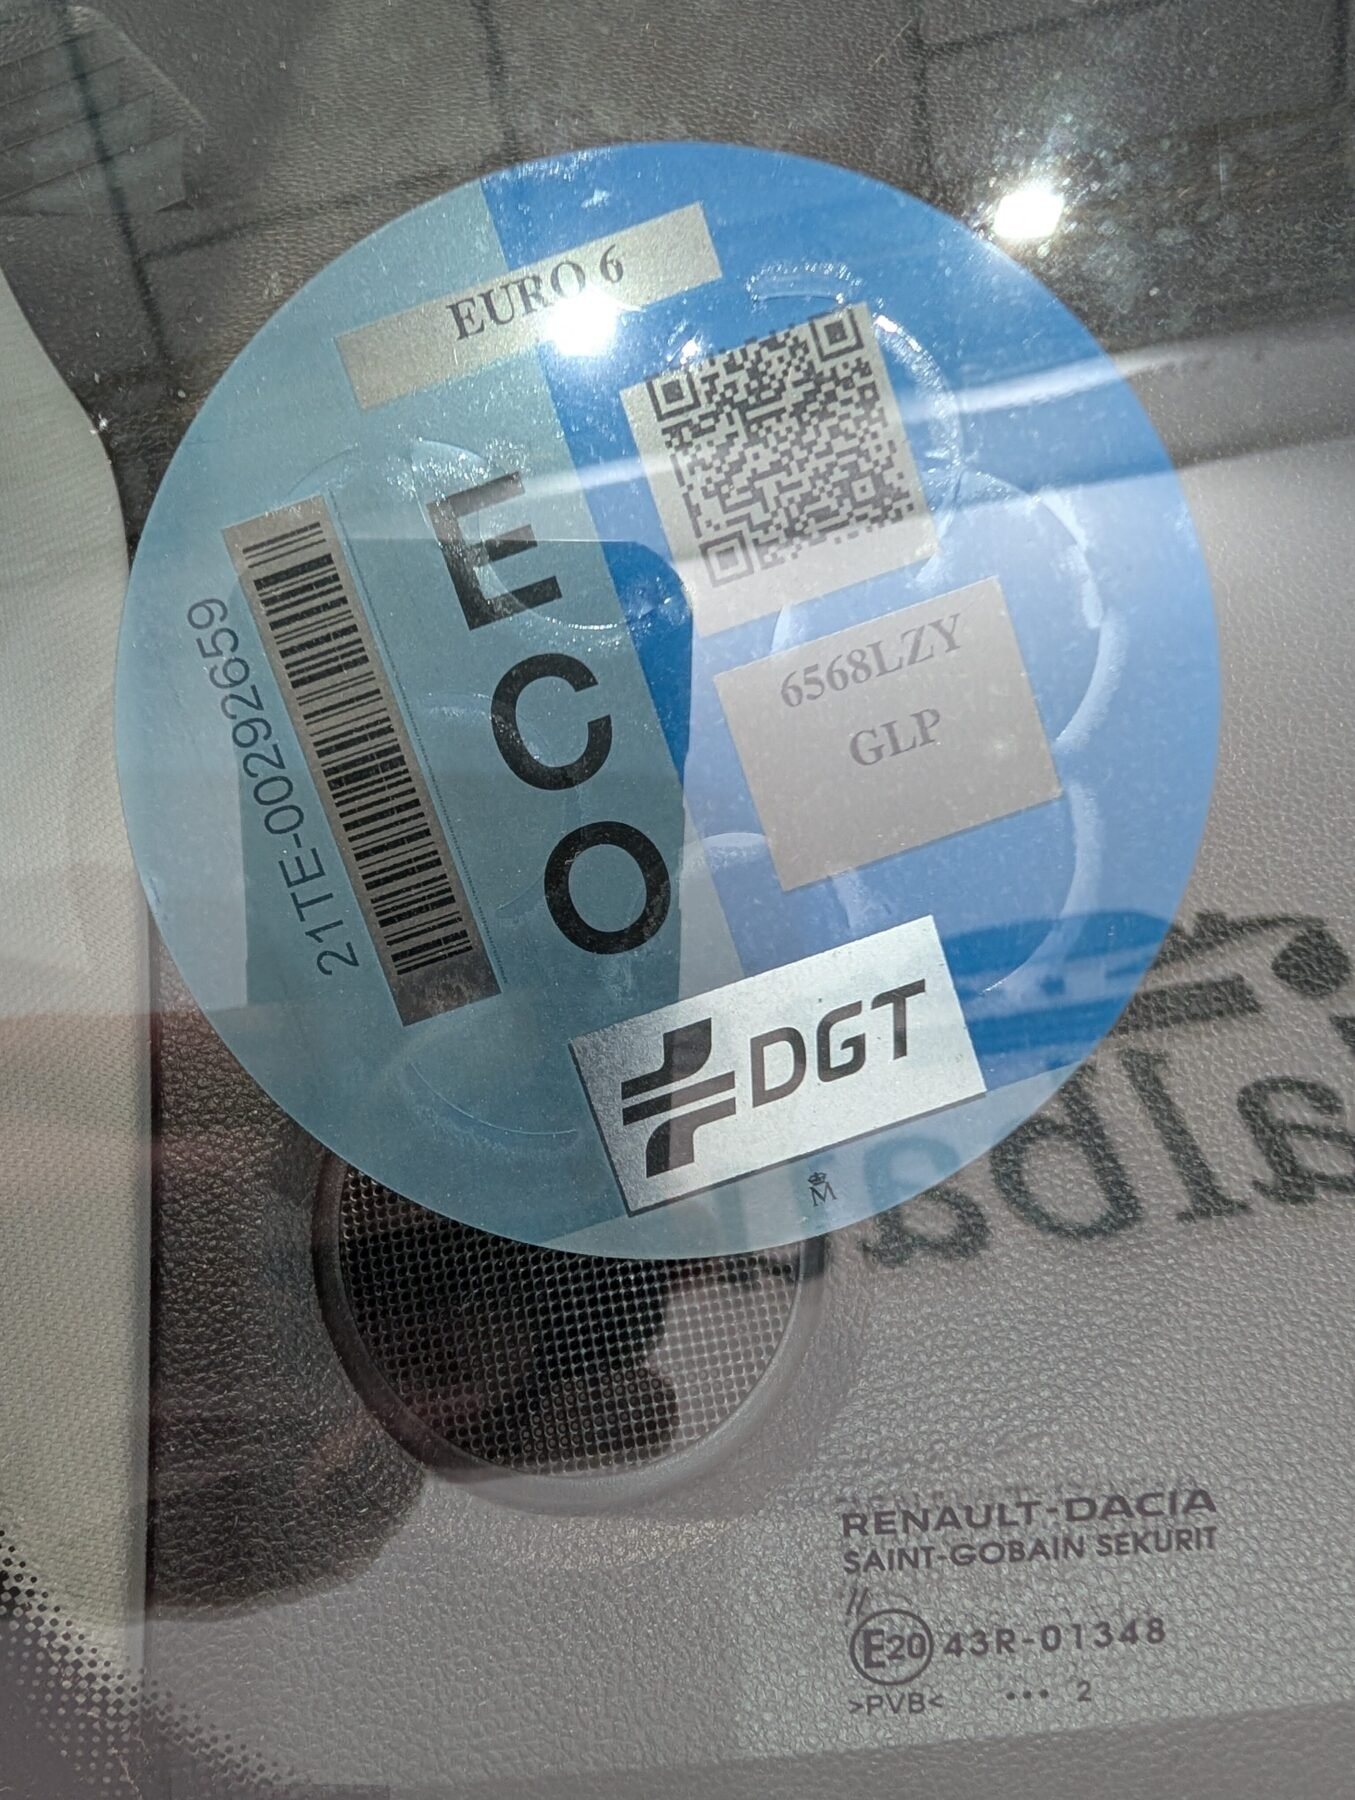 EURO 6
ECO
21TE-00292659
6568LZY
GLP
DGT
M
RENAULT-DACIA
SAINT-GOBAIN SEKURIT
//
E20 43R-01348
>PVB< ... 2